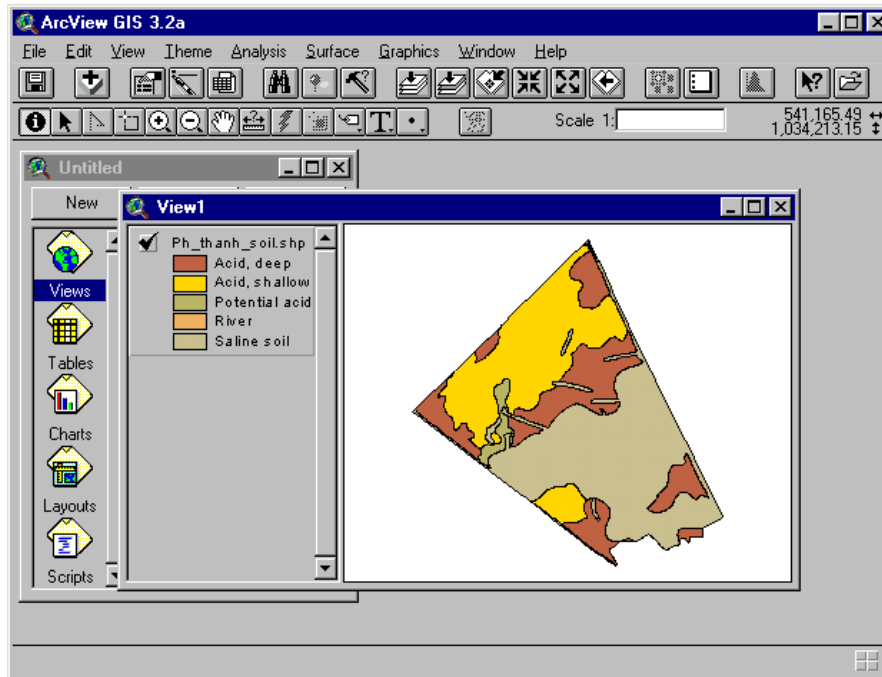 ArcView GIS 3.2a
File Edit View Theme Analysis Surface Graphics Window Help
Scale 1:
541,165.49
1,034,213.15
Untitled
New
Views
Tables
Charts
Layouts
Scripts
View1
Ph_thanh_soil.shp
Acid, deep
Acid, shallow
Potential acid
River
Saline soil